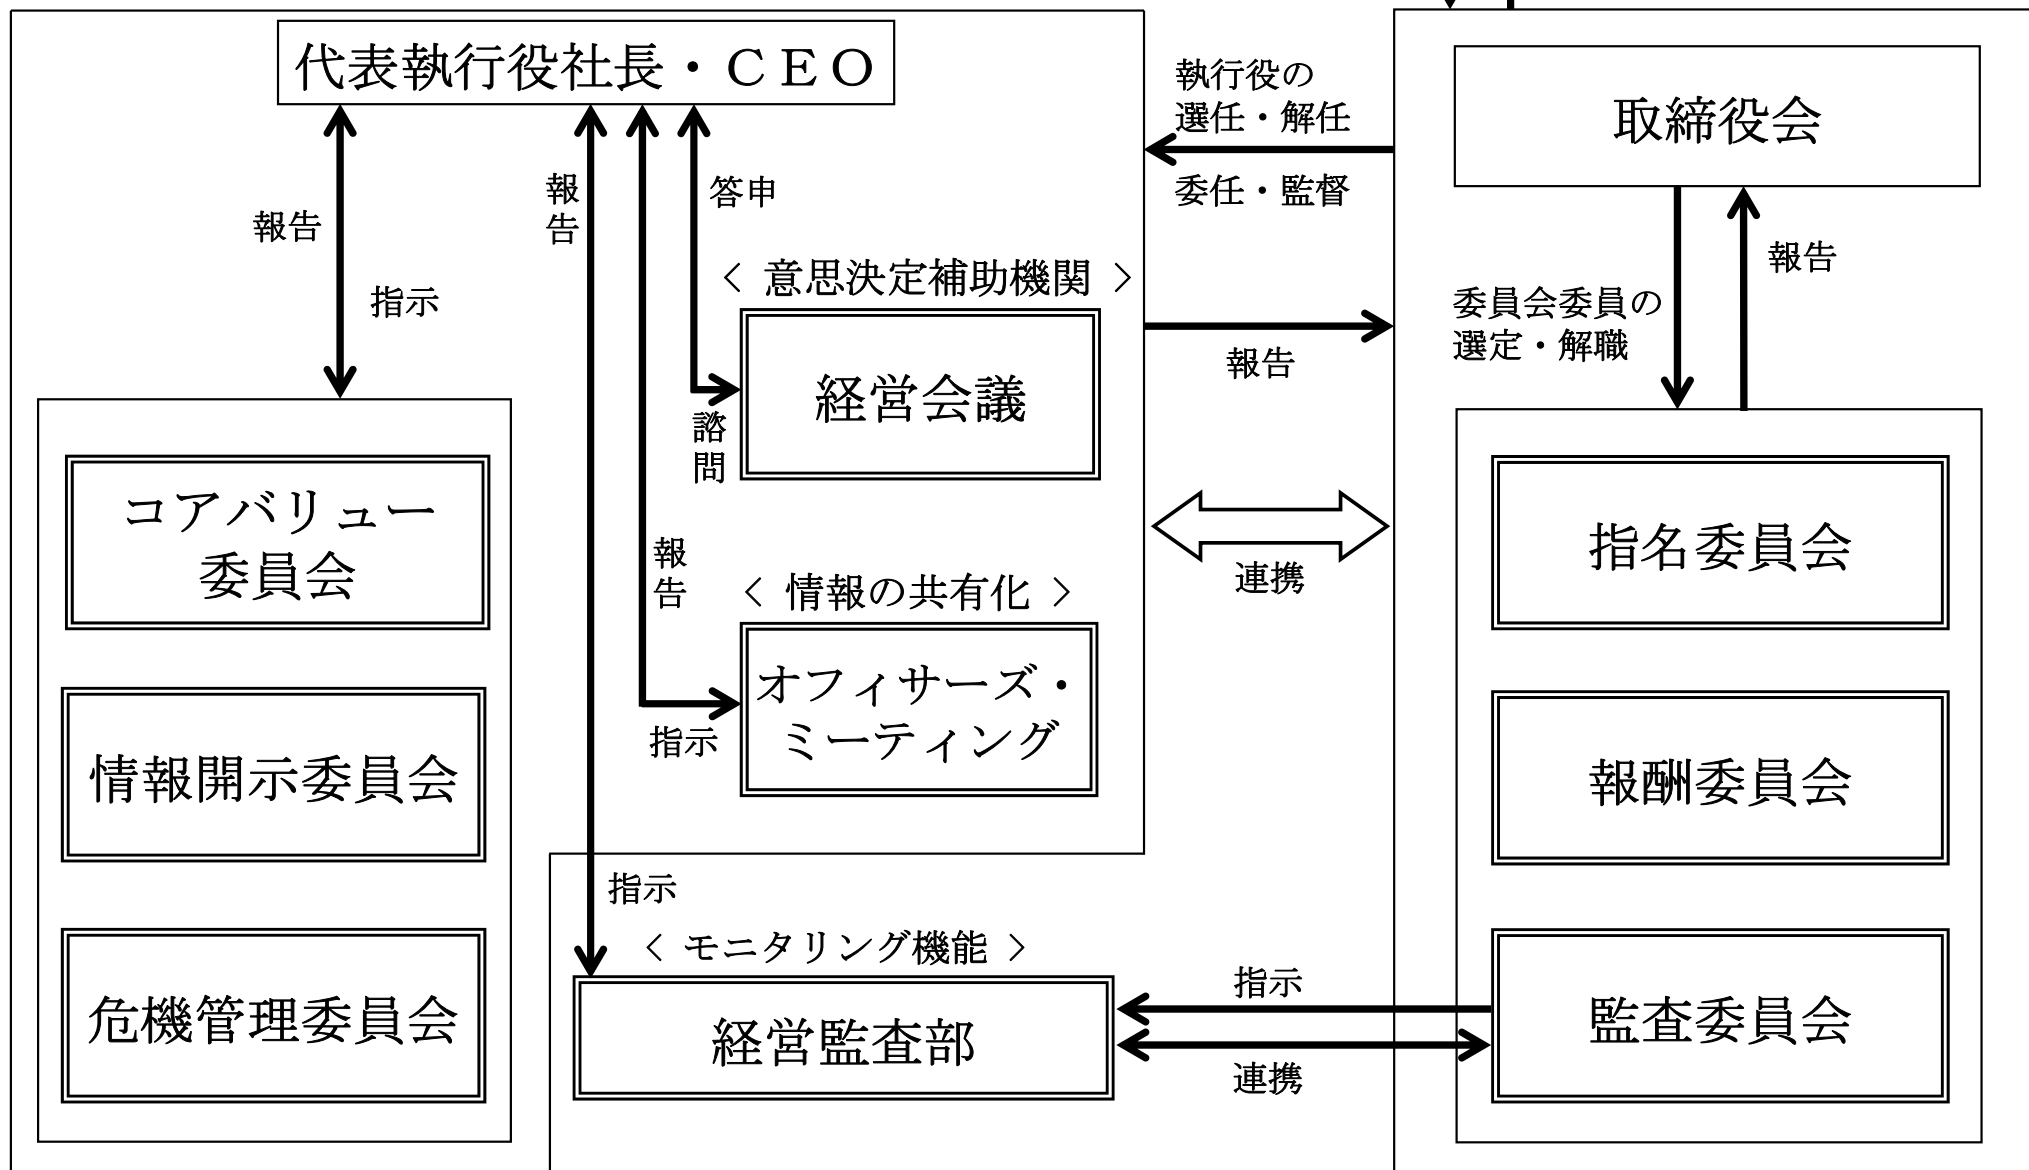 代表執行役社長・ＣＥＯ
報告
指示
報告
答申
〈 意思決定補助機関 〉
経営会議
諮問
報告
〈 情報の共有化 〉
オフィサーズ・
ミーティング
指示
指示
〈 モニタリング機能 〉
経営監査部
コアバリュー
委員会
情報開示委員会
危機管理委員会
執行役の
選任・解任
委任・監督
報告
連携
指示
連携
取締役会
報告
委員会委員の
選定・解職
指名委員会
報酬委員会
監査委員会